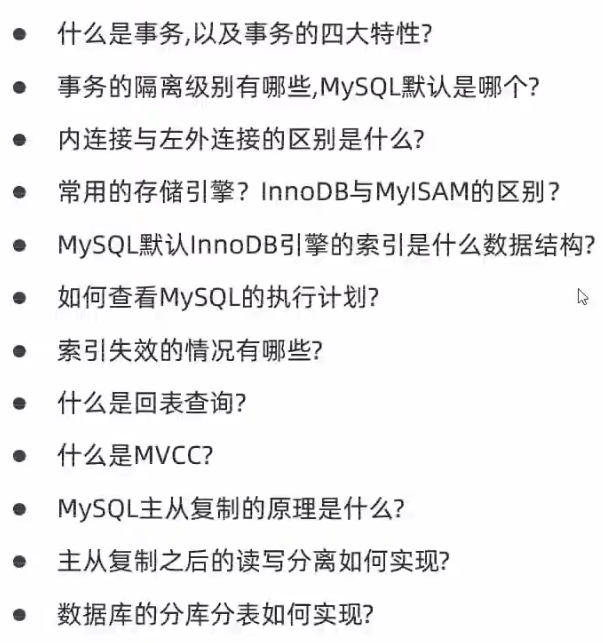 • 什么是事务,以及事务的四大特性?
• 事务的隔离级别有哪些,MySQL默认是哪个?
• 内连接与左外连接的区别是什么?
• 常用的存储引擎？InnoDB与MyISAM的区别？
• MySQL默认InnoDB引擎的索引是什么数据结构?
• 如何查看MySQL的执行计划?
• 索引失效的情况有哪些?
• 什么是回表查询?
• 什么是MVCC?
• MySQL主从复制的原理是什么?
• 主从复制之后的读写分离如何实现?
• 数据库的分库分表如何实现?